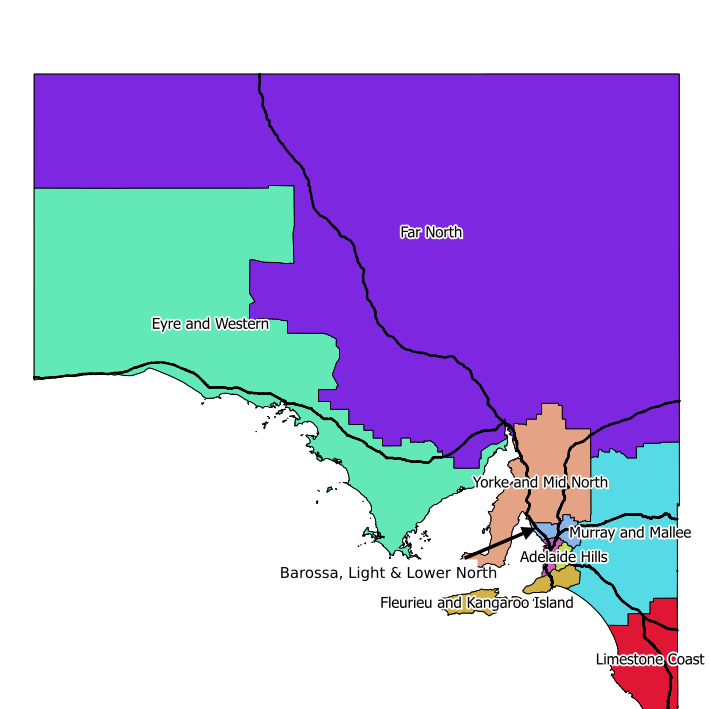 Far North
Eyre and Western
Yorke and Mid North
Murray and Mallee
Adelaide Hills
Barossa, Light & Lower North
Fleurieu and Kangaroo Island
Limestone Coast